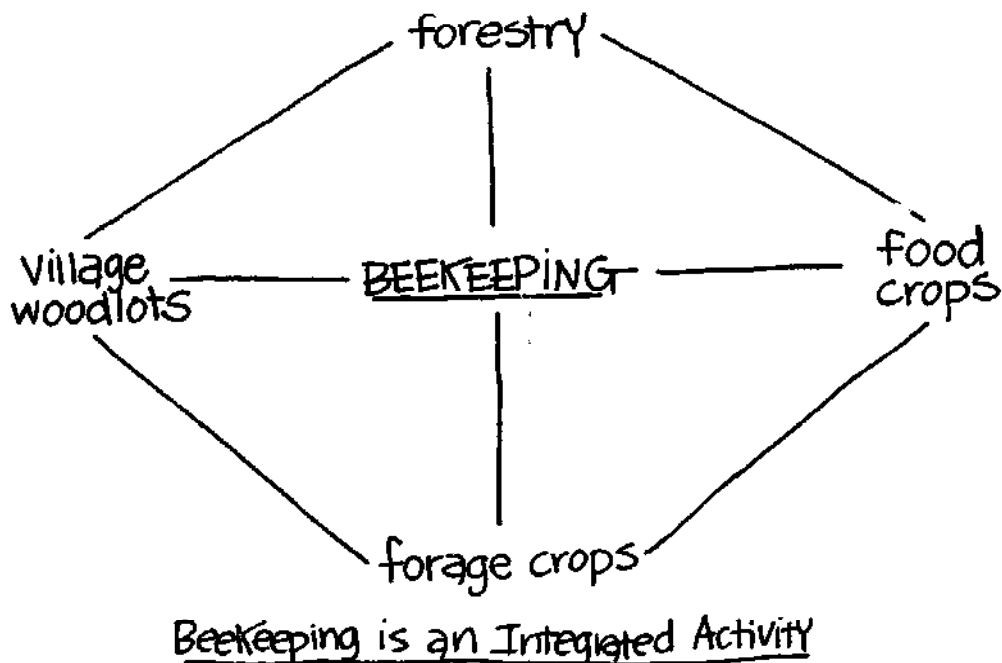 forestry
village
woodlots
BEEKEEPING
food
crops
forage crops
Beekeeping is an Integrated Activity